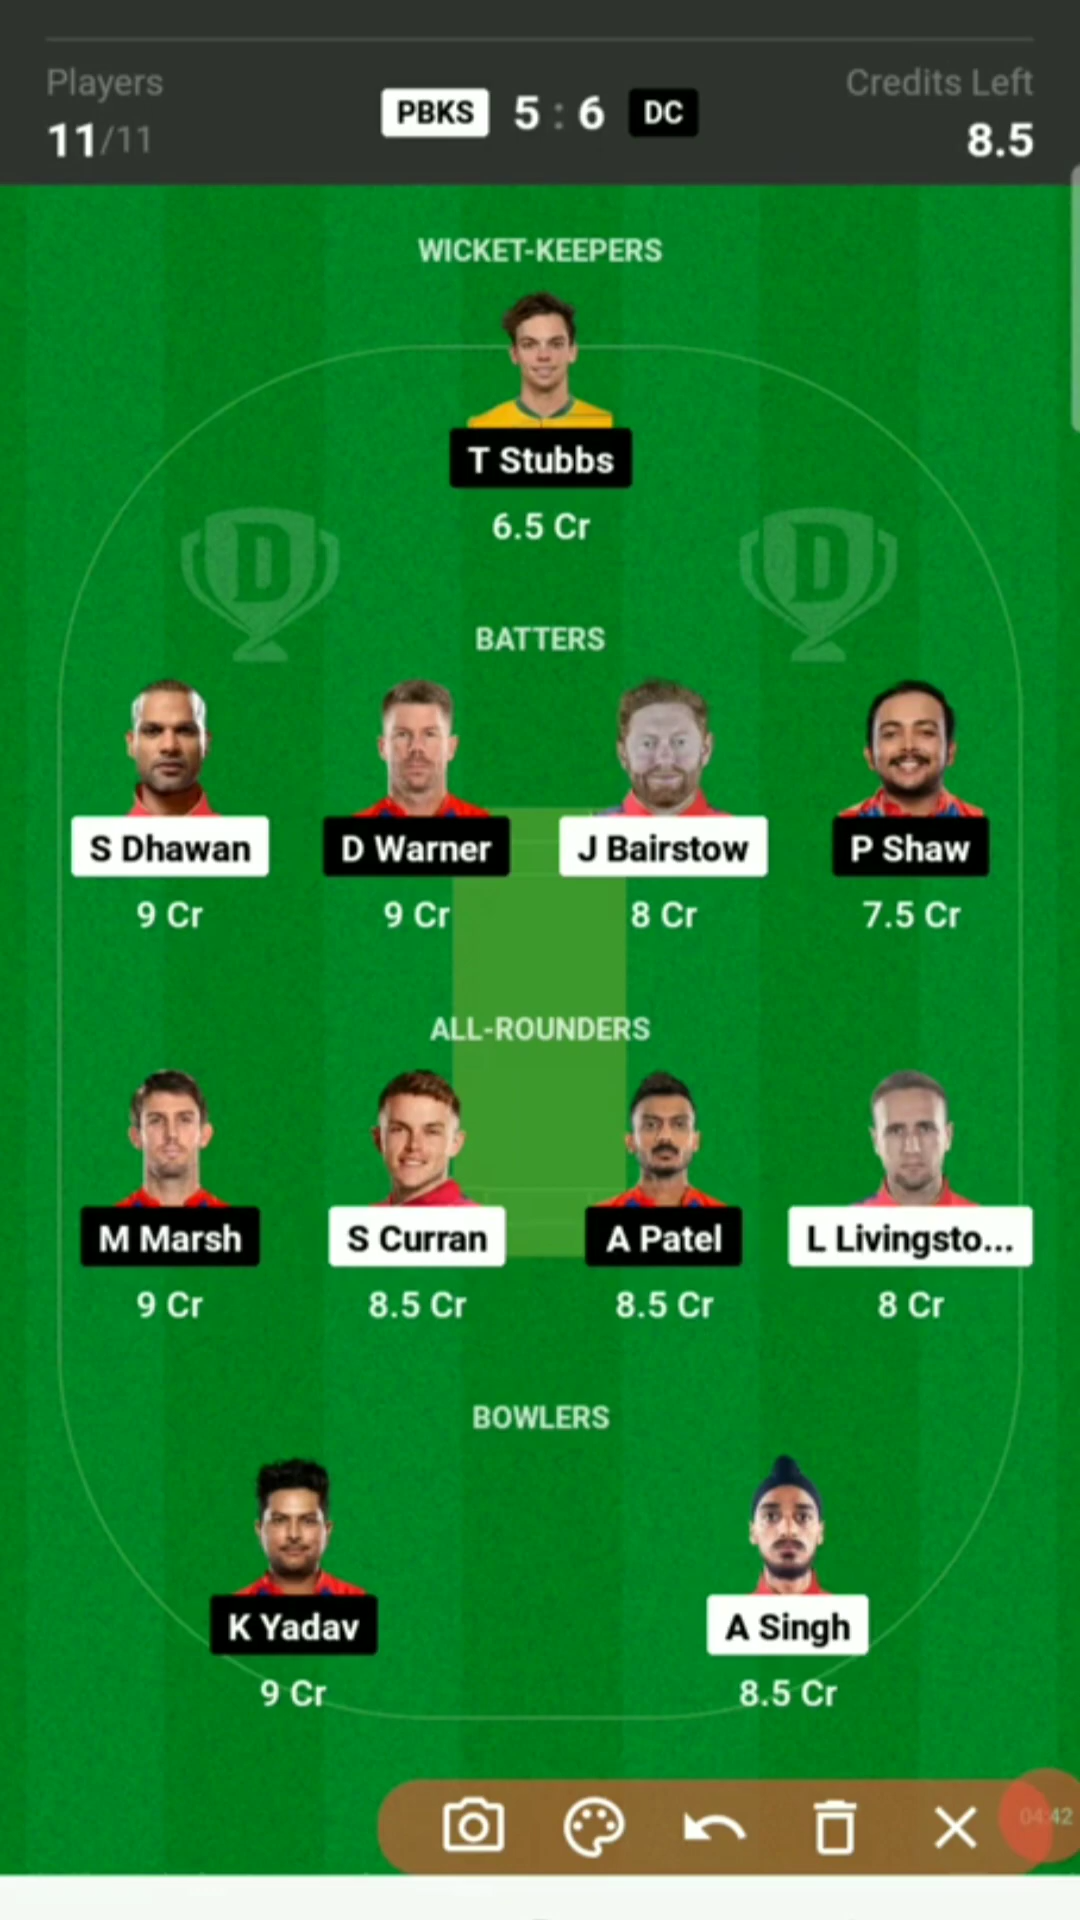 Players
11/11
PBKS 5 : 6 DC
Credits Left
8.5
WICKET-KEEPERS
T Stubbs
6.5 Cr
D D
BATTERS
S Dhawan D Warner J Bairstow P Shaw
9 Cr 9 Cr 8 Cr 7.5 Cr
ALL-ROUNDERS
M Marsh S Curran A Patel L Livingsto...
9 Cr 8.5 Cr 8.5 Cr 8 Cr
BOWLERS
K Yadav A Singh
9 Cr 8.5 Cr
04:42